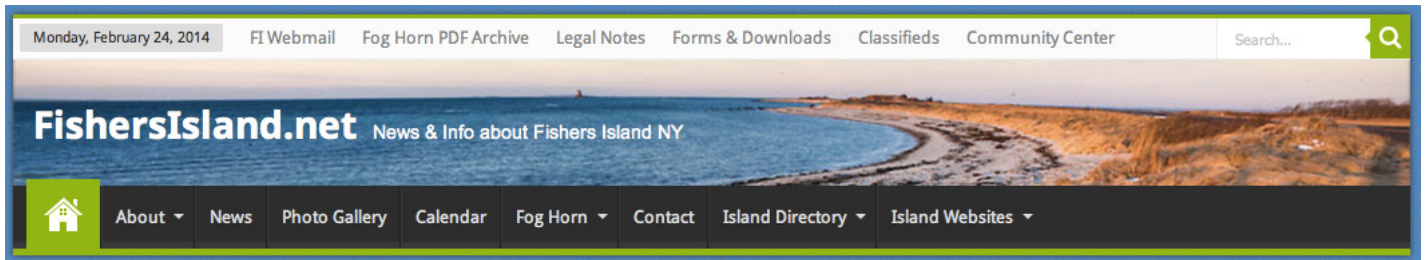 Monday, February 24, 2014 FI Webmail Fog Horn PDF Archive Legal Notes Forms & Downloads Classifieds Community Center Search...
FishersIsland.net News & Info about Fishers Island NY
About News Photo Gallery Calendar Fog Horn Contact Island Directory Island Websites